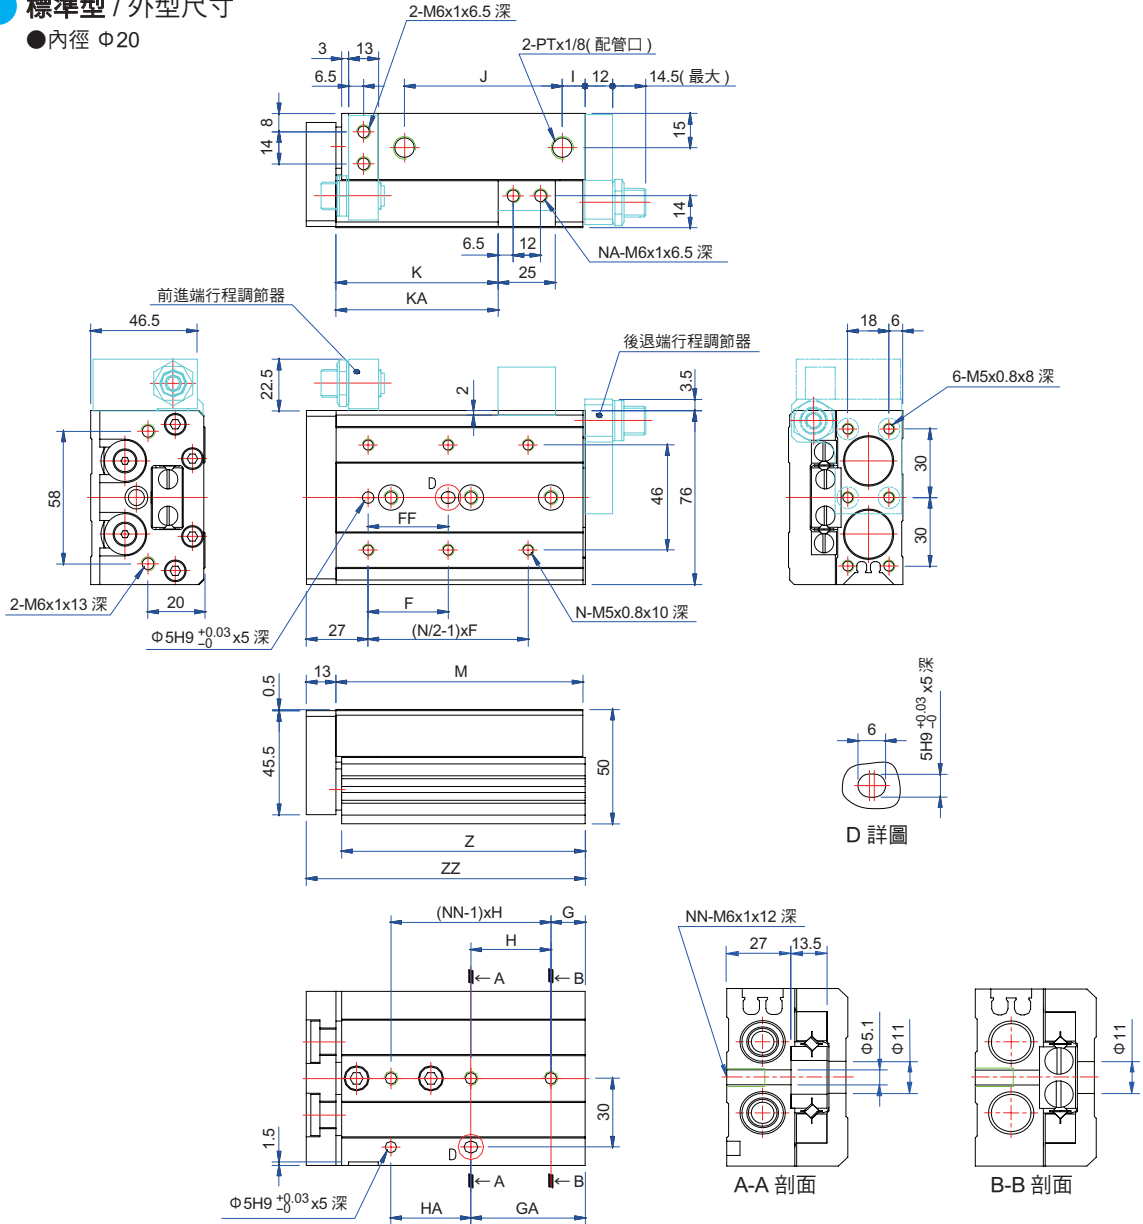 標準型 / 外型尺寸
●內徑 Φ20
2-M6x1x6.5 深
2-PTx1/8( 配管口 )
3
13
6.5
J
I
12
14.5( 最大 )
8
14
15
14
6.5
12
NA-M6x1x6.5 深
K
25
KA
前進端行程調節器
後退端行程調節器
46.5
22.5
2
3.5
18
6
6-M5x0.8x8 深
58
D
FF
46
76
30
30
2-M6x1x13 深
20
F
N-M5x0.8x10 深
Φ5H9 +0.03 -0 x5 深
27
(N/2-1)xF
13
M
0.5
45.5
50
Z
ZZ
6
5H9 +0.03 -0 x5 深
D 詳圖
(NN-1)xH
G
H
A
B
NN-M6x1x12 深
27
13.5
Φ5.1
Φ11
Φ11
30
1.5
D
A
B
Φ5H9 +0.03 -0 x5 深
HA
GA
A-A 剖面
B-B 剖面